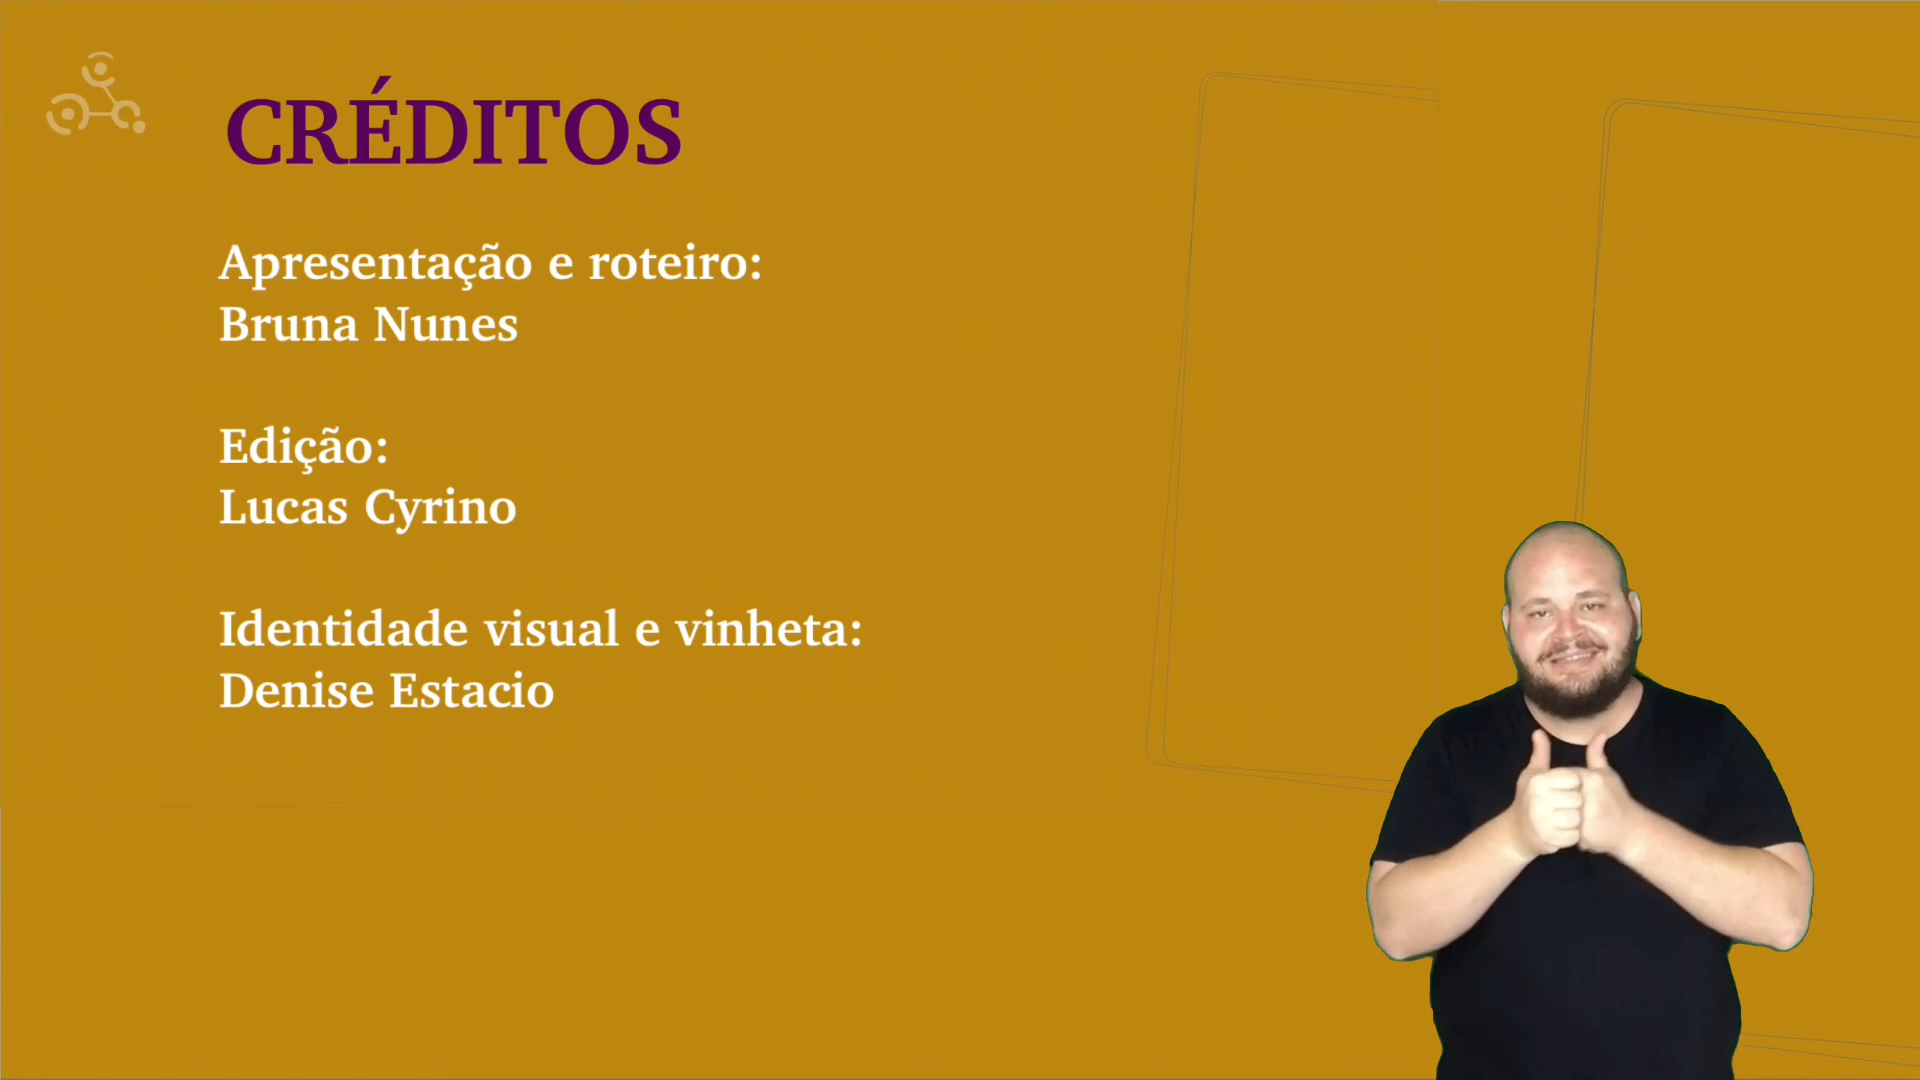 CRÉDITOS
Apresentação e roteiro:
Bruna Nunes
Edição:
Lucas Cyrino
Identidade visual e vinheta:
Denise Estacio